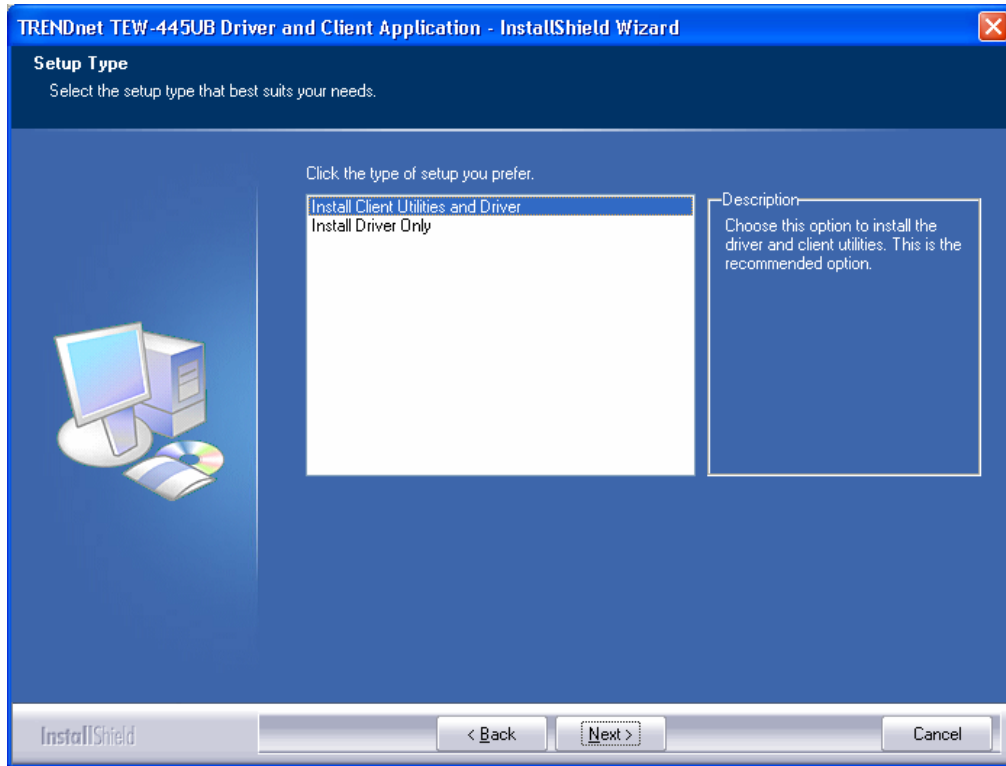 TRENDnet TEW-445UB Driver and Client Application - InstallShield Wizard
Setup Type
Select the setup type that best suits your needs.
Click the type of setup you prefer.
Install Client Utilities and Driver
Install Driver Only
Description
Choose this option to install the
driver and client utilities. This is the
recommended option.
InstallShield
< Back
Next >
Cancel